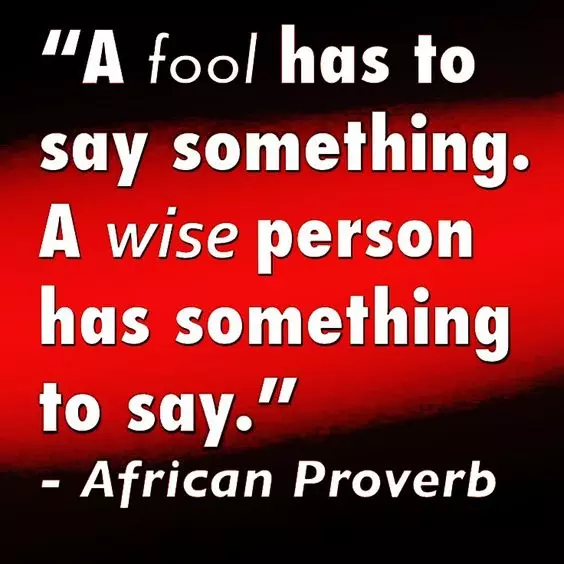 “A fool has to
say something.
A wise person
has something
to say.”
- African Proverb